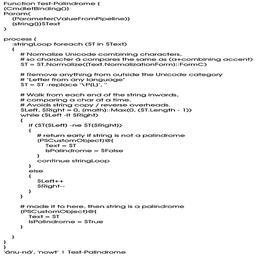 Function Test-Palindrome {
[CmdletBinding()]
Param(
[Parameter(ValueFromPipeline)]
[string[]]$Text
)
process {
:stringLoop foreach ($T in $Text)
{
# Normalize Unicode combining characters,
# so character á compares the same as (a+combining accent)
$T = $T.Normalize([Text.NormalizationForm]::FormC)
# Remove anything from outside the Unicode category
# "Letter from any language"
$T = $T -replace '\P{L}', ''
# Walk from each end of the string inwards,
# comparing a char at a time.
# Avoids string copy / reverse overheads.
$Left, $Right = 0, [math]::Max(0, ($T.Length - 1))
while ($Left -lt $Right)
{
if ($T[$Left] -ne $T[$Right])
{
# return early if string is not a palindrome
[PSCustomObject]@{
Text = $T
IsPalindrome = $False
}
continue stringLoop
}
else
{
$Left++
$Right--
}
}
# made it to here, then string is a palindrome
[PSCustomObject]@{
Text = $T
IsPalindrome = $True
}
}
}
}
'ánu-ná', 'nowt' | Test-Palindrome